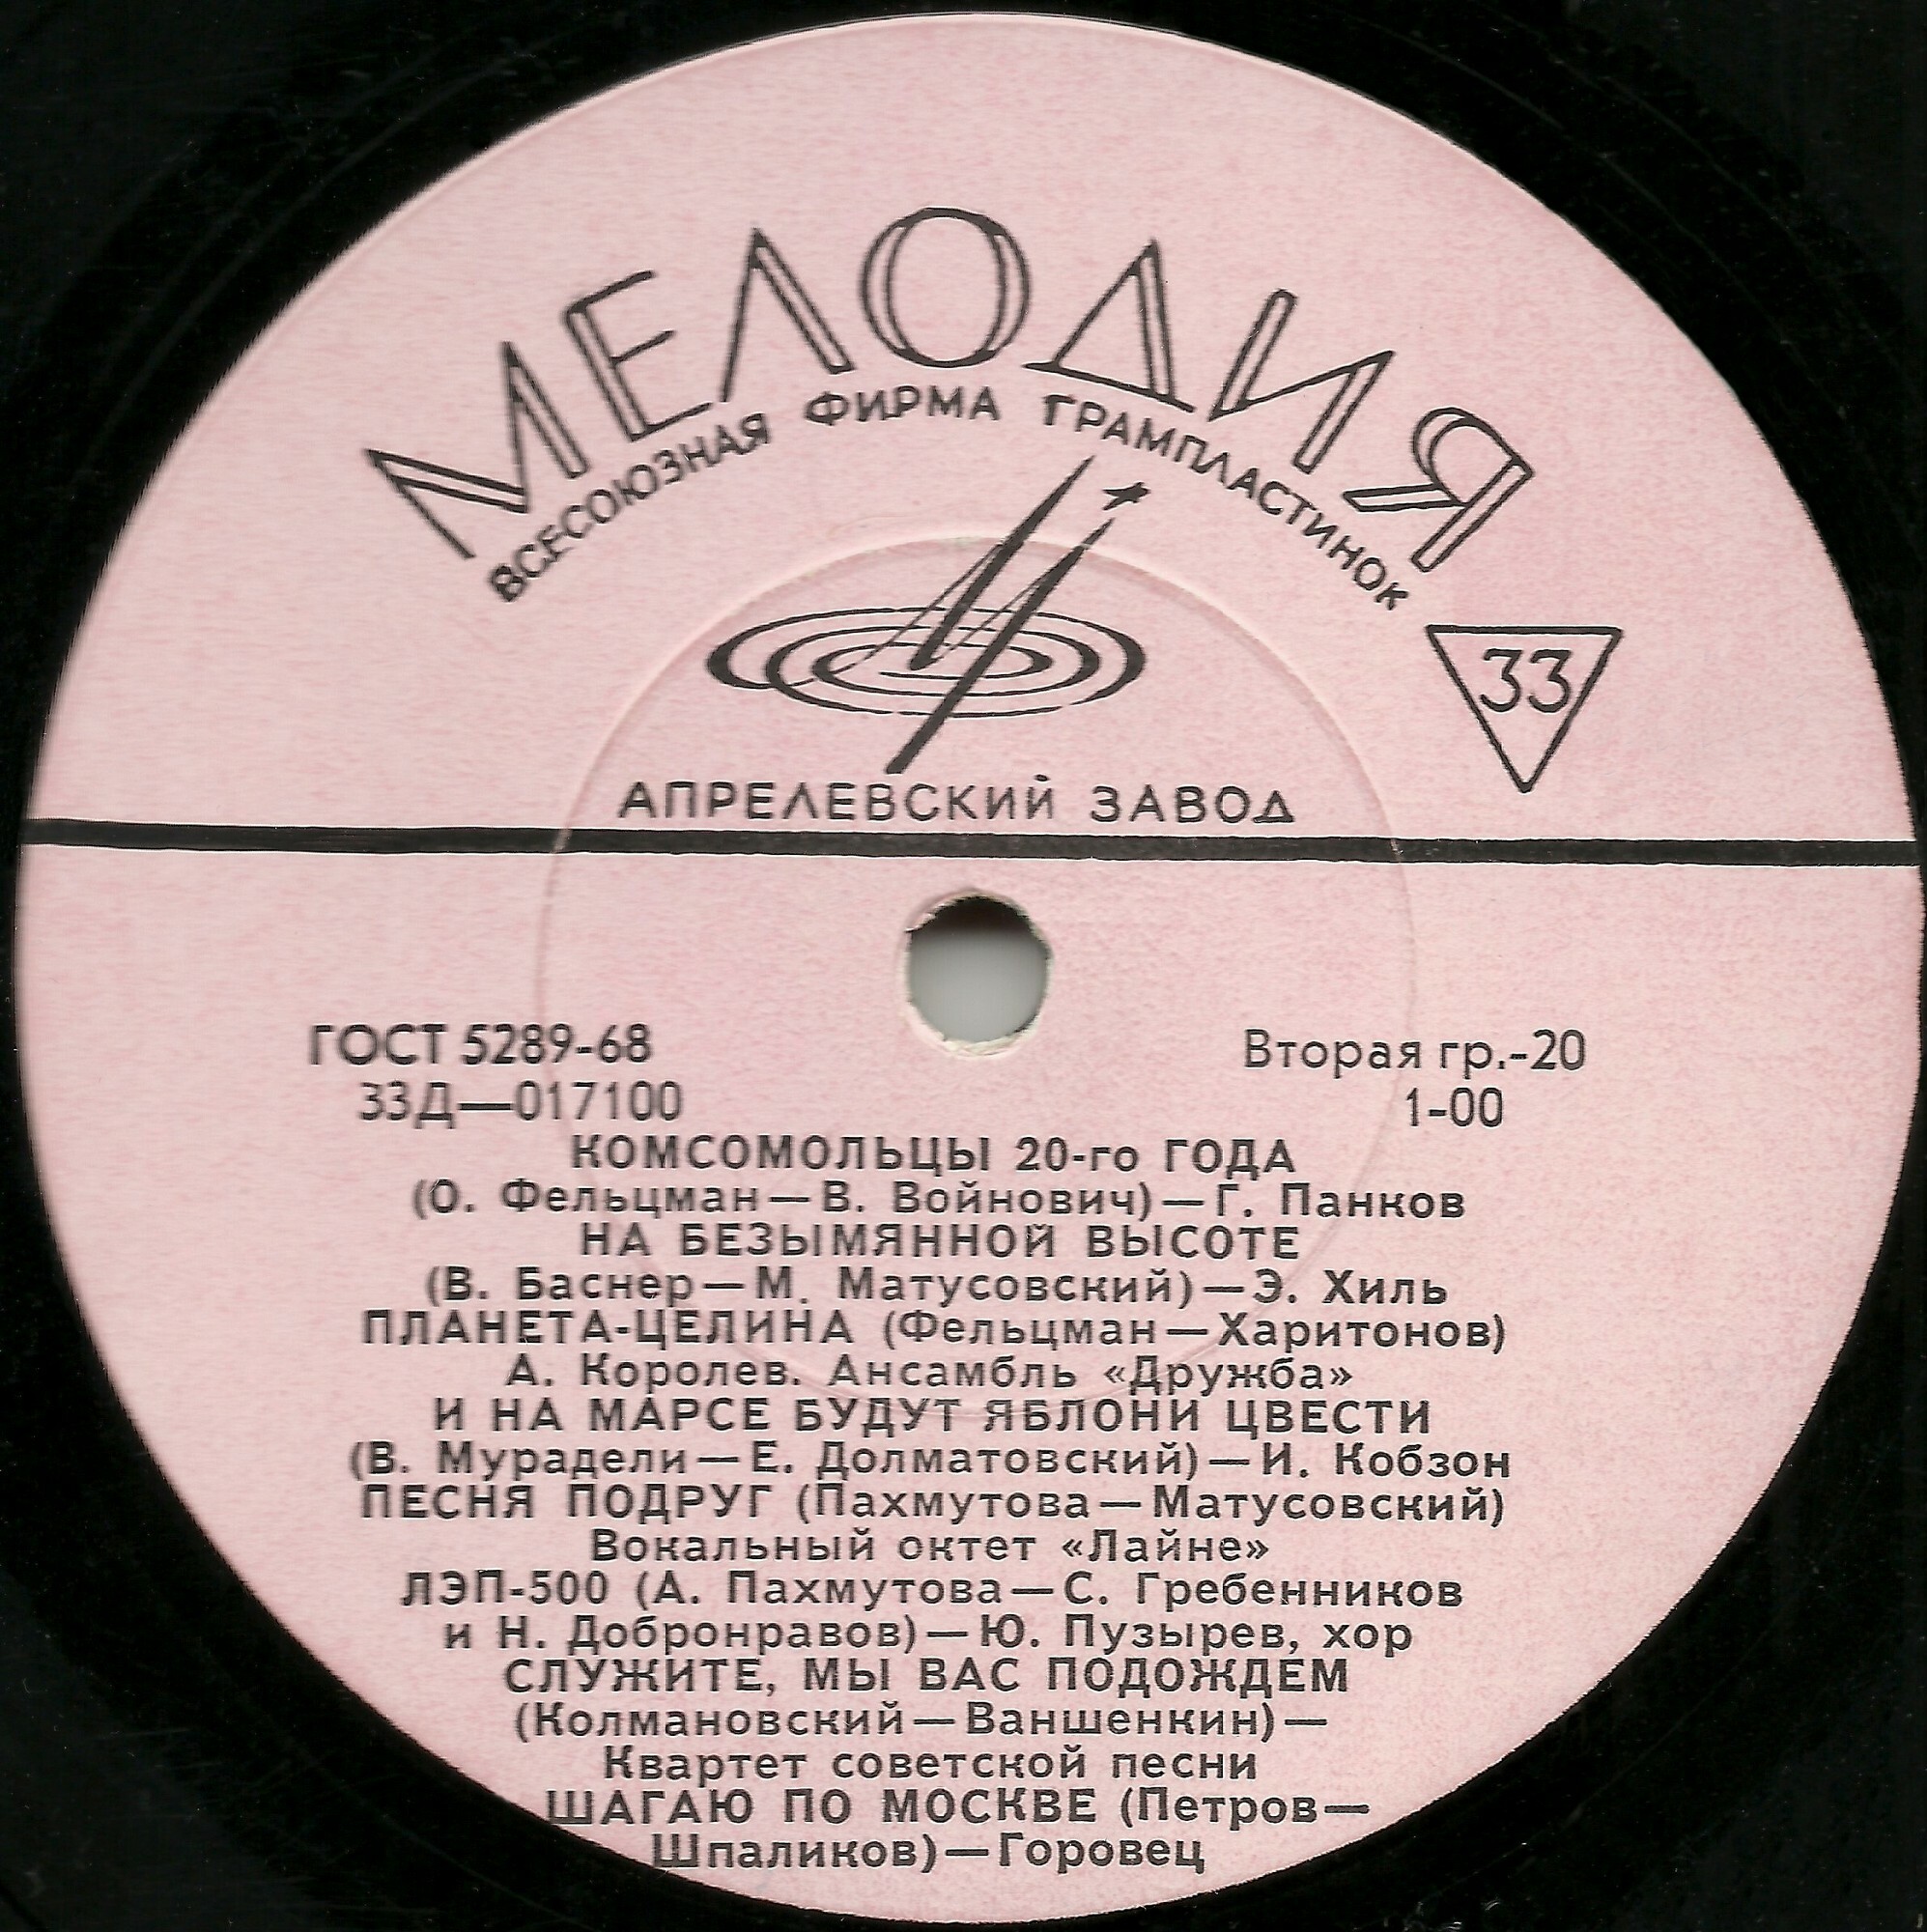 МЕЛОДИЯ
ВСЕСОЮЗНАЯ ФИРМА ГРАМПЛАСТИНОК
33
АПРЕЛЕВСКИЙ ЗАВОД
ГОСТ 5289-68
Вторая гр.-20
33Д—017100
1-00
КОМСОМОЛЬЦЫ 20-го ГОДА
(О. Фельцман—В. Войнович)—Г. Панков
НА БЕЗЫМЯННОЙ ВЫСОТЕ
(В. Баснер—М. Матусовский)—Э. Хиль
ПЛАНЕТА-ЦЕЛИНА (Фельцман—Харитонов)
А. Королев. Ансамбль «Дружба»
И НА МАРСЕ БУДУТ ЯБЛОНИ ЦВЕСТИ
(В. Мурадели—Е. Долматовский)—И. Кобзон
ПЕСНЯ ПОДРУГ (Пахмутова—Матусовский)
Вокальный октет «Лайне»
ЛЭП-500 (А. Пахмутова—С. Гребенников
и Н. Добронравов)—Ю. Пузырев, хор
СЛУЖИТЕ, МЫ ВАС ПОДОЖДЕМ
(Колмановский—Ваншенкин)—
Квартет советской песни
ШАГАЮ ПО МОСКВЕ (Петров—
Шпаликов)—Горовец